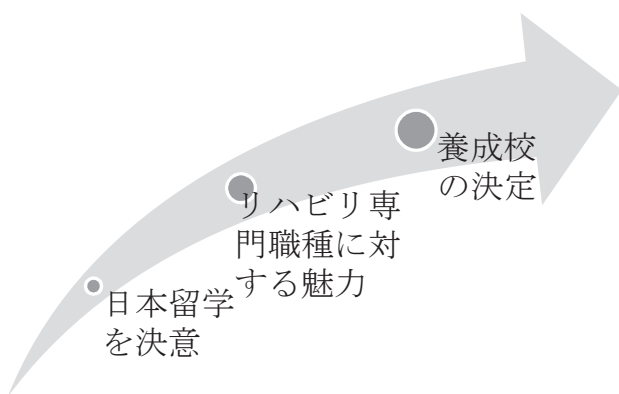 日本留学
を決意
リハビリ専
門職種に対
する魅力
養成校
の決定